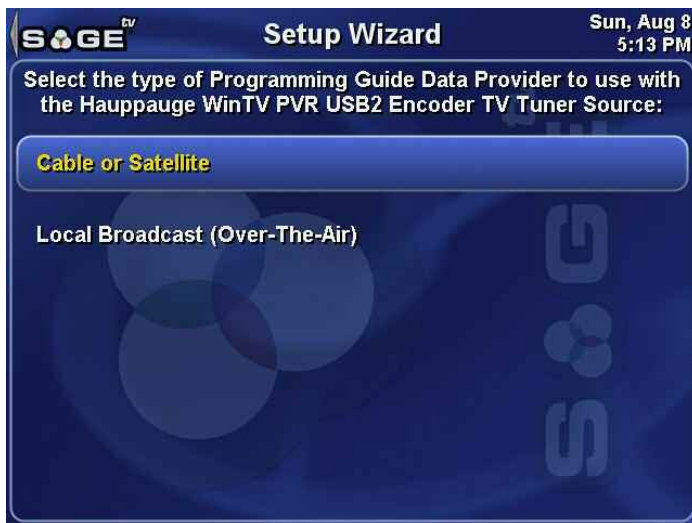 SAGE tv
Setup Wizard
Sun, Aug 8
5:13 PM
Select the type of Programming Guide Data Provider to use with
the Hauppauge WinTV PVR USB2 Encoder TV Tuner Source:
Cable or Satellite
Local Broadcast (Over-The-Air)
SAGE tv